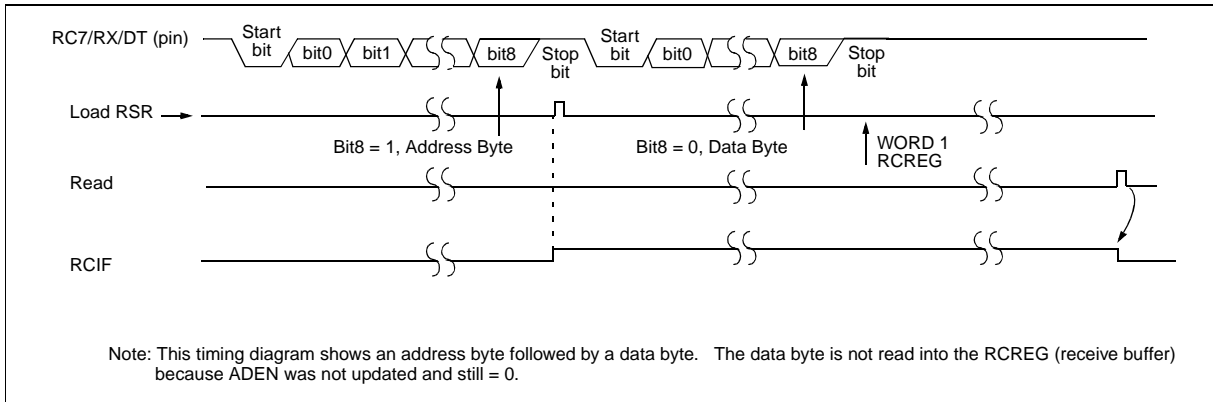 RC7/RX/DT (pin)
Start
bit
bit0
bit1
bit8
Stop
bit
Start
bit
bit0
bit8
Stop
bit
Load RSR
Bit8 = 1, Address Byte
Bit8 = 0, Data Byte
WORD 1
RCREG
Read
RCIF
Note: This timing diagram shows an address byte followed by a data byte. The data byte is not read into the RCREG (receive buffer)
because ADEN was not updated and still = 0.